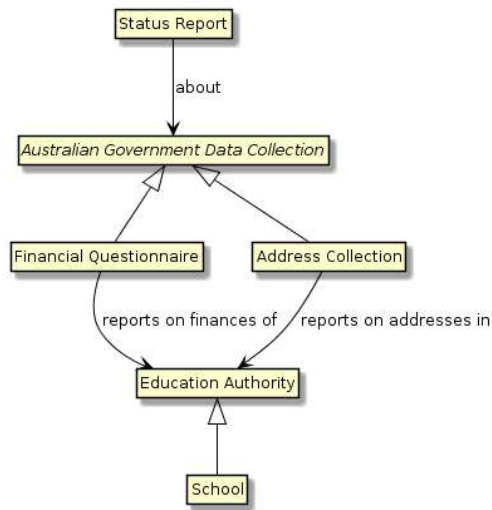 Status Report
about
Australian Government Data Collection
Financial Questionnaire
Address Collection
reports on finances of
reports on addresses in
Education Authority
School